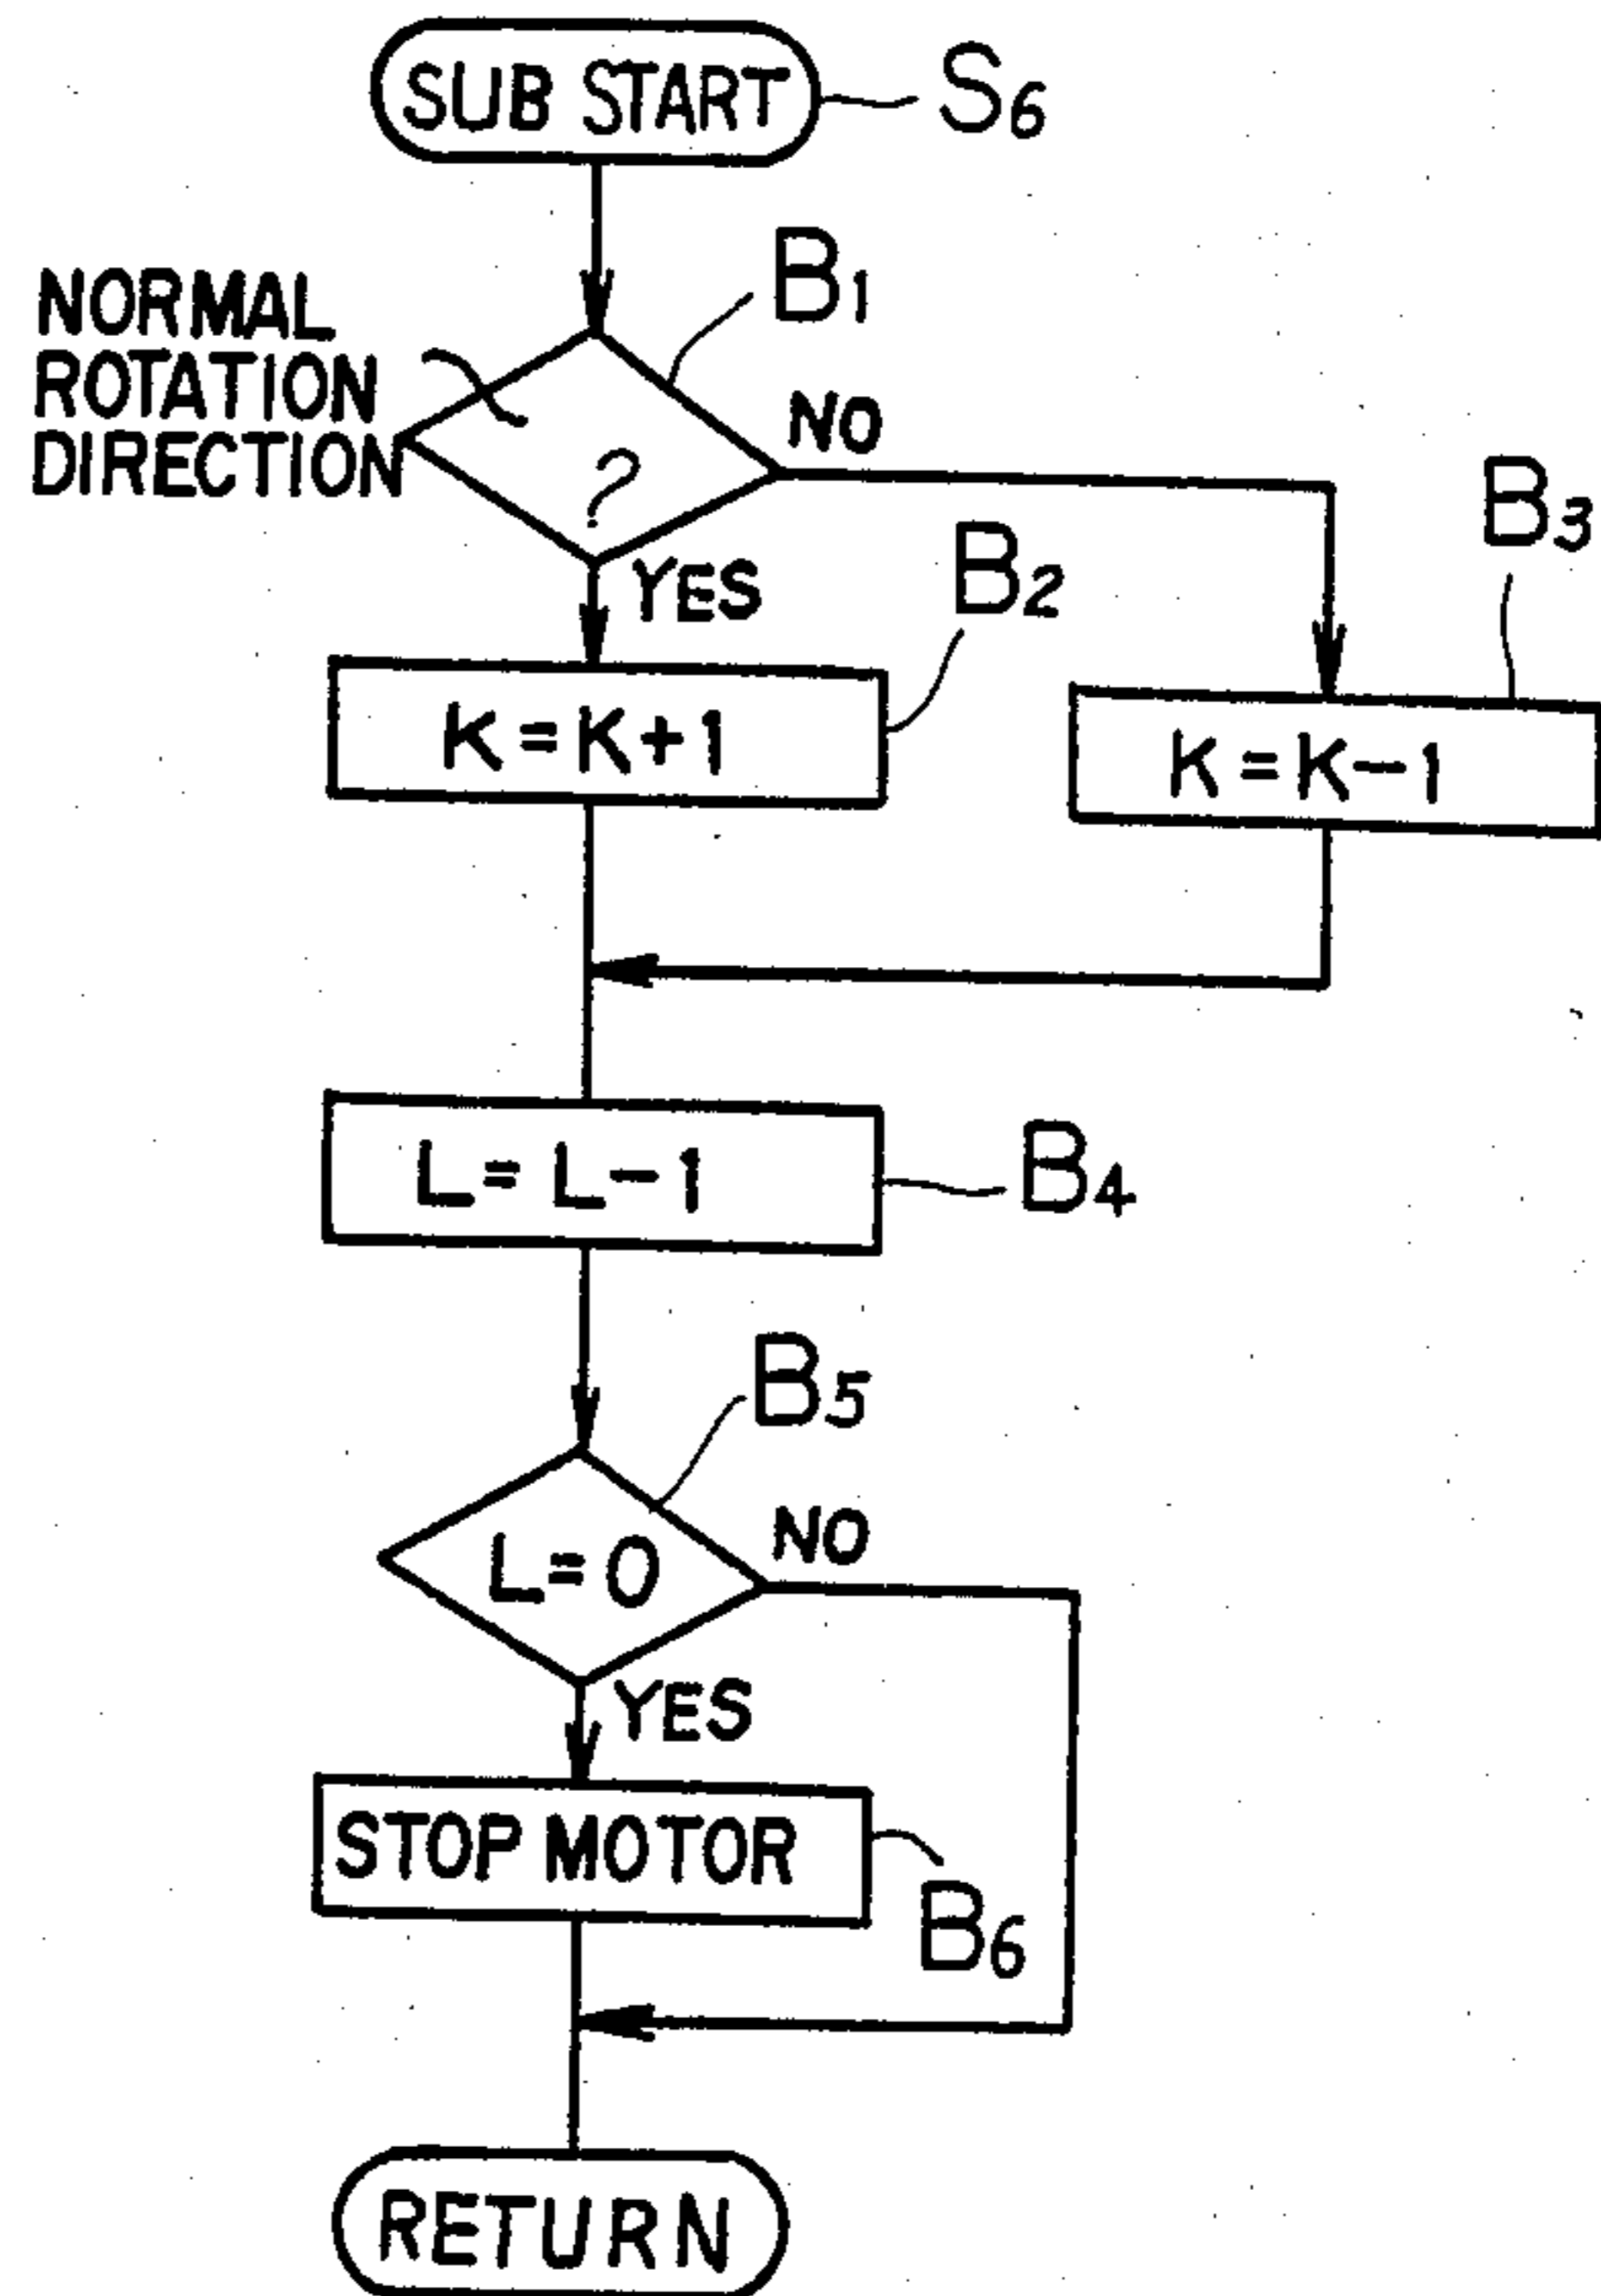 SUB START S6
B1
NORMAL
ROTATION
DIRECTION
?
NO
YES
B2
B3
K=K+1
K=K-1
L=L-1
B4
B5
L=0
NO
YES
STOP MOTOR
B6
RETURN